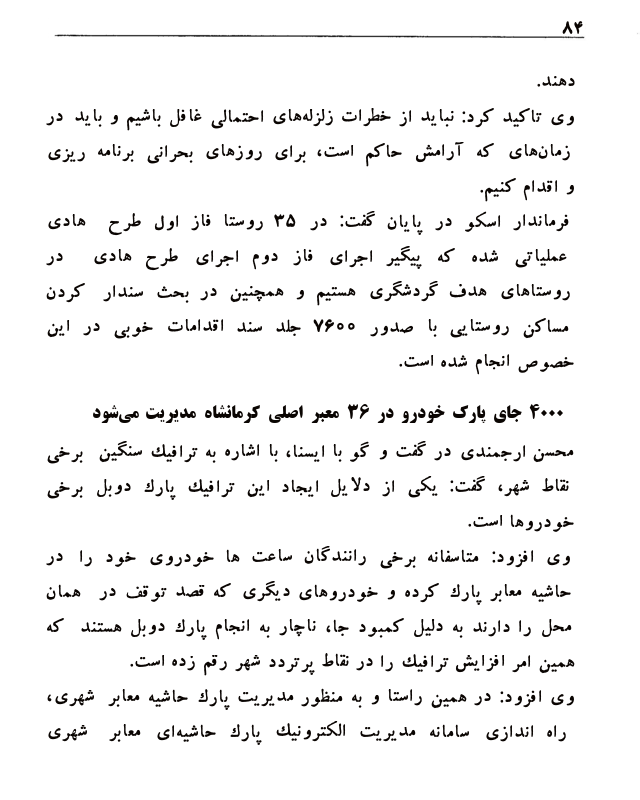 ۸۴
دهند.
وی تاکید کرد: نباید از خطرات زلزله‌های احتمالی غافل باشیم و باید در
زمان‌های که آرامش حاکم است، برای روزهای بحرانی برنامه ریزی
و اقدام کنیم.
فرماندار اسکو در پایان گفت: در ۳۵ روستا فاز اول طرح هادی
عملیاتی شده که پیگیر اجرای فاز دوم اجرای طرح هادی در
روستاهای هدف گردشگری هستیم و همچنین در بحث سندار کردن
مساکن روستایی با صدور ۷۶۰۰ جلد سند اقدامات خوبی در این
خصوص انجام شده است.
۴۰۰۰ جای پارک خودرو در ۳۶ معبر اصلی کرمانشاه مدیریت می‌شود
محسن ارجمندی در گفت و گو با ایسنا، با اشاره به ترافیك سنگین برخی
نقاط شهر، گفت: یکی از دلایل ایجاد این ترافیك پارك دوبل برخی
خودروها است.
وی افزود: متاسفانه برخی رانندگان ساعت ها خودروی خود را در
حاشیه معابر پارك کرده و خودروهای دیگری که قصد توقف در همان
محل را دارند به دلیل کمبود جا، ناچار به انجام پارك دوبل هستند که
همین امر افزایش ترافیك را در نقاط پرتردد شهر رقم زده است.
وی افزود: در همین راستا و به منظور مدیریت پارك حاشیه معابر شهری،
راه اندازی سامانه مدیریت الکترونیك پارك حاشیه‌ای معابر شهری